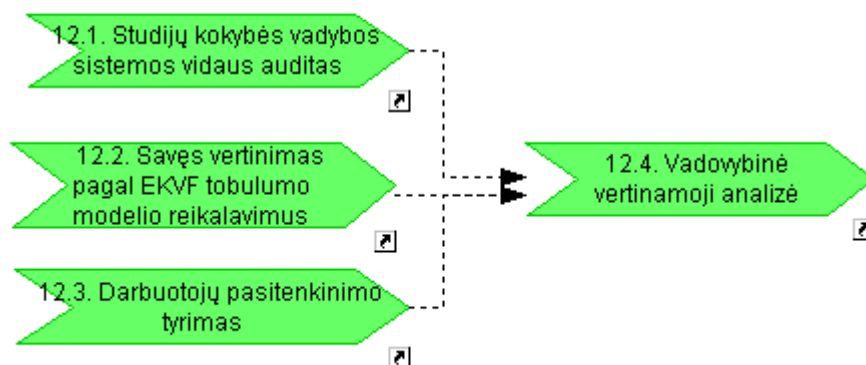 12.1. Studijų kokybės vadybos
sistemos vidaus auditas
12.2. Savęs vertinimas
pagal EKVF tobulumo
modelio reikalavimus
12.3. Darbuotojų pasitenkinimo
tyrimas
12.4. Vadovybinė
vertinamoji analizė